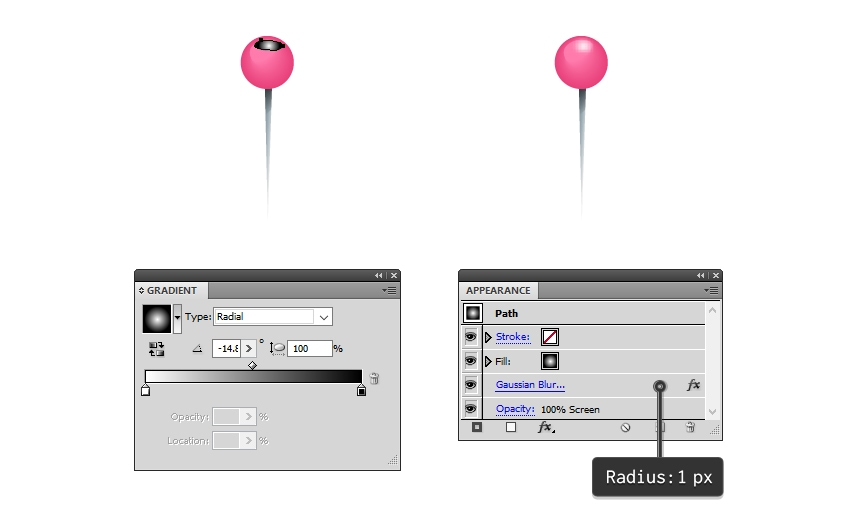 GRADIENT
Type: Radial
-14.8 ° 100 %
Opacity: %
Location: %
APPEARANCE
Path
Stroke:
Fill:
Gaussian Blur... fx
Opacity: 100% Screen
fx
Radius: 1 px